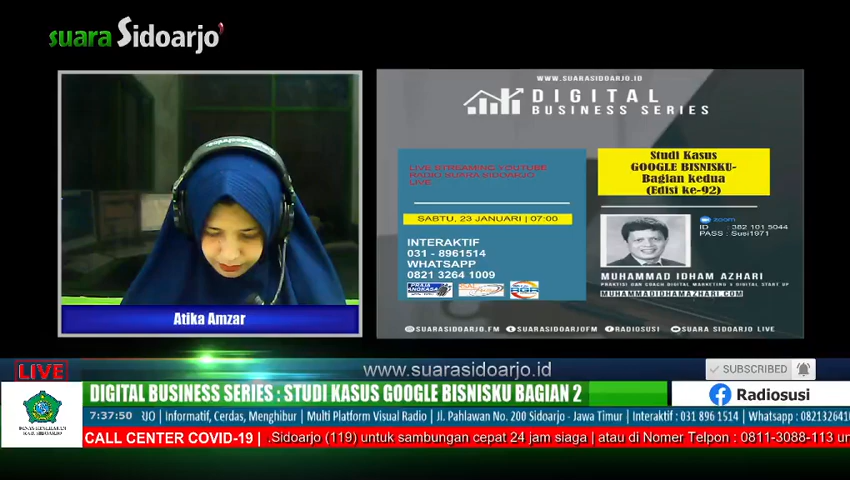 suara Sidoarjo
WWW.SUARASIDOARJO.ID
DIGITAL
BUSINESS SERIES
LIVE STREAMING YOUTUBE
RADIO SUARA SIDOARJO
LIVE
SABTU, 23 JANUARI | 07:00
INTERAKTIF
031 - 8961514
WHATSAPP
0821 3264 1009
Studi Kasus
GOOGLE BISNISKU-
Bagian Kedua
(Edisi ke-92)
zoom
ID : 382 101 5044
PASS : Susi1971
MUHAMMAD IDHAM AZHARI
PRAKTISI DAN COACH DIGITAL MARKETING & DIGITAL START UP
MUHAMMADIDHAMAZHARI.COM
@SUARASIDOARJO.FM
@SUARASIDOARJOFM
@RADIOSUSI
SUARA SIDOARJO LIVE
Atika Amzar
LIVE
www.suarasidoarjo.id
SUBSCRIBED
DIGITAL BUSINESS SERIES : STUDI KASUS GOOGLE BISNISKU BAGIAN 2
Radiosusi
7:37:50
RJO | Informatif, Cerdas, Menghibur | Multi Platform Visual Radio | Jl. Pahlawan No. 200 Sidoarjo - Jawa Timur | Interaktif : 031 896 1514 | Whatsapp : 0821326410
CALL CENTER COVID-19 | .Sidoarjo (119) untuk sambungan cepat 24 jam siaga | atau di Nomer Telpon : 0811-3088-113 un